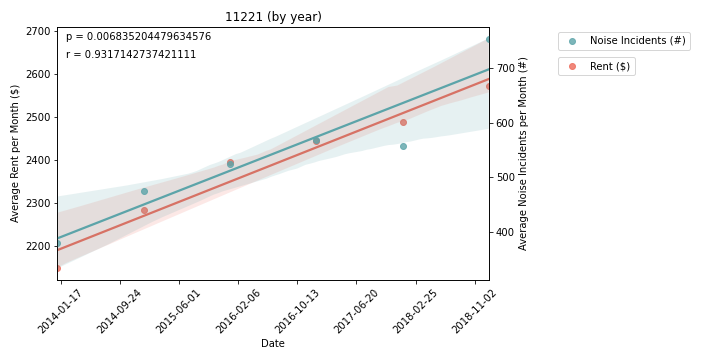 11221 (by year)
p = 0.006835204479634576
r = 0.9317142737421111
2700
2600
2500
2400
2300
2200
Average Rent per Month ($)
700
600
500
400
Average Noise Incidents per Month (#)
2014-01-17
2014-09-24
2015-06-01
2016-02-06
2016-10-13
2017-06-20
2018-02-25
2018-11-02
Date
Noise Incidents (#)
Rent ($)